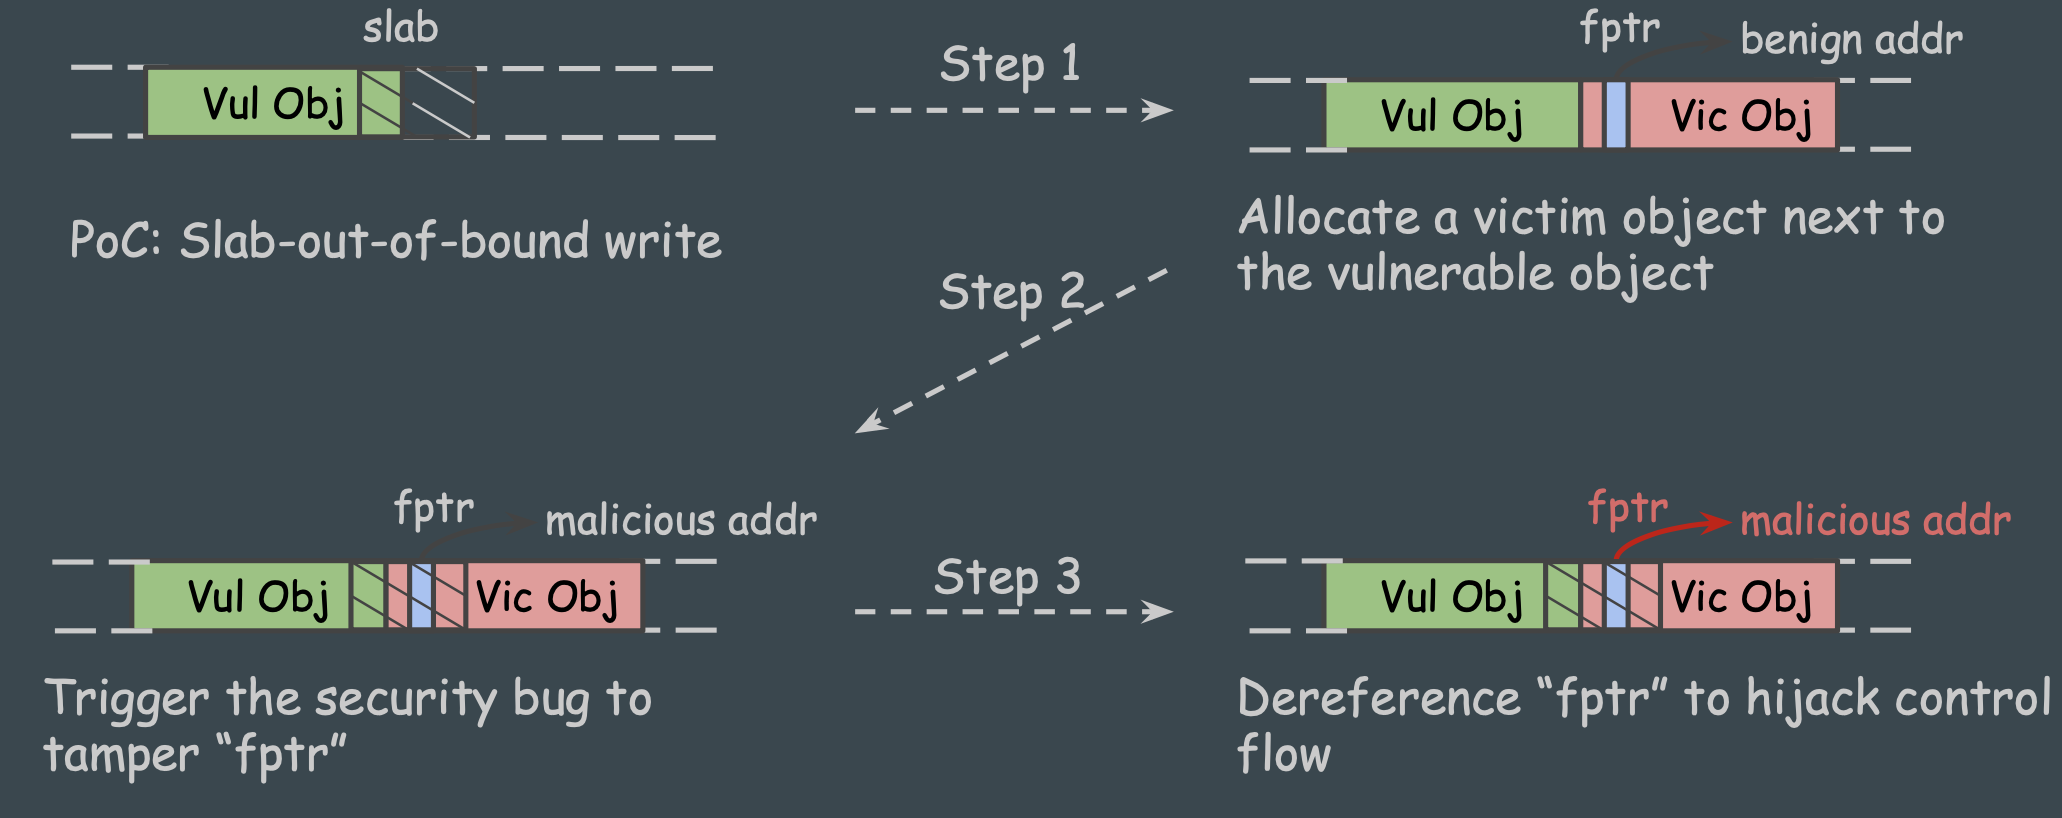 slab
Vul Obj
PoC: Slab-out-of-bound write
Step 1
fptr
benign addr
Vul Obj
Vic Obj
Allocate a victim object next to
the vulnerable object
Step 2
fptr
malicious addr
Vul Obj
Vic Obj
Trigger the security bug to
tamper “fptr”
Step 3
fptr
malicious addr
Vul Obj
Vic Obj
Dereference “fptr” to hijack control
flow